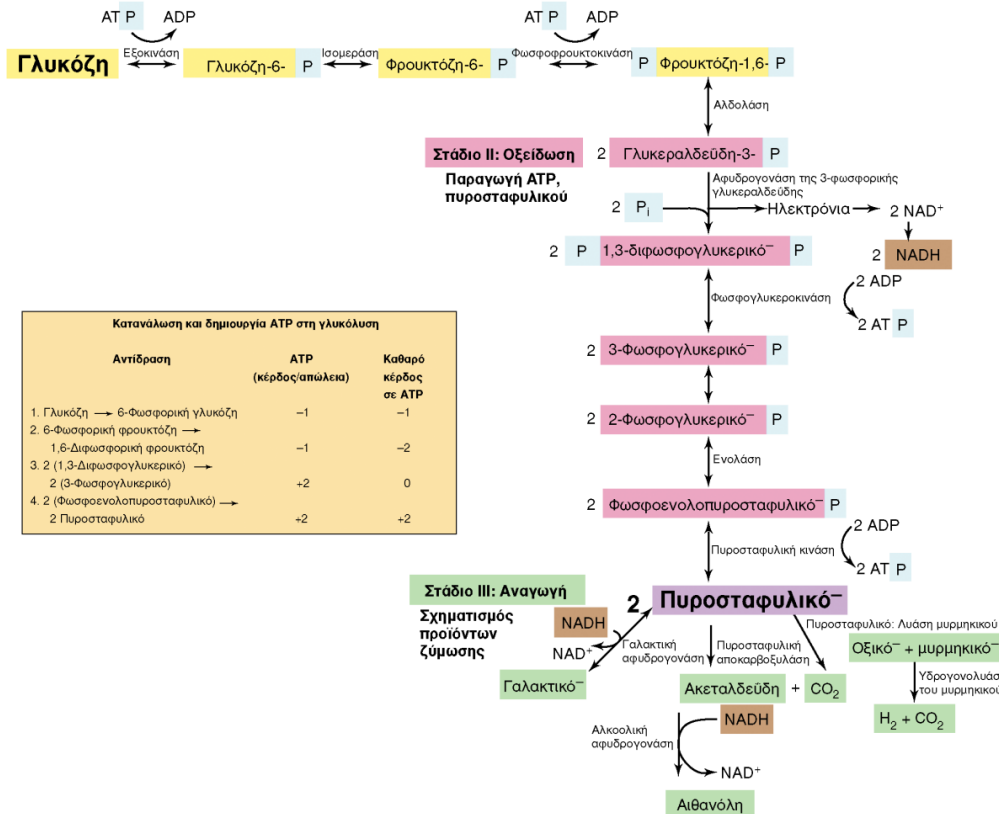 ATP ADP
ATP ADP
Γλυκόζη
Εξοκινάση
Γλυκόζη-6- P
Ισομεράση
Φρουκτόζη-6- P
Φωσφοφρουκτοκινάση
P Φρουκτόζη-1,6- P
Αλδολάση
Στάδιο II: Οξείδωση
Παραγωγή ATP,
πυροσταφυλικού
2 Γλυκεραλδεΰδη-3- P
Αφυδρογονάση της 3-φωσφορικής
γλυκεραλδεΰδης
2 Pi
Ηλεκτρόνια
2 NAD⁺
2 NADH
2 P 1,3-διφωσφογλυκερικό⁻ P
Φωσφογλυκεροκινάση
2 ADP
2 ATP
2 3-Φωσφογλυκερικό⁻ P
2 2-Φωσφογλυκερικό⁻ P
Ενολάση
2 Φωσφοενολοπυροσταφυλικό⁻ P
Πυροσταφυλική κινάση
2 ADP
2 ATP
Κατανάλωση και δημιουργία ATP στη γλυκόλυση
Αντίδραση ATP Καθαρό
(κέρδος/απώλεια) κέρδος
σε ATP
1. Γλυκόζη → 6-Φωσφορική γλυκόζη –1 –1
2. 6-Φωσφορική φρουκτόζη →
1,6-Διφωσφορική φρουκτόζη –1 –2
3. 2 (1,3-Διφωσφογλυκερικό) →
2 (3-Φωσφογλυκερικό) +2 0
4. 2 (Φωσφοενολοπυροσταφυλικό) →
2 Πυροσταφυλικό +2 +2
Στάδιο III: Αναγωγή
Σχηματισμός
προϊόντων
ζύμωσης
2 Πυροσταφυλικό⁻
NADH
NAD⁺
Γαλακτική
αφυδρογονάση
Γαλακτικό⁻
Πυροσταφυλική
αποκαρβοξυλάση
Ακεταλδεΰδη + CO₂
Πυροσταφυλικό: Λυάση μυρμηκικού
Οξικό⁻ + μυρμηκικό⁻
Υδρογονολυάσ
του μυρμηκικού
H₂ + CO₂
Αλκοολική
αφυδρογονάση
NADH
NAD⁺
Αιθανόλη